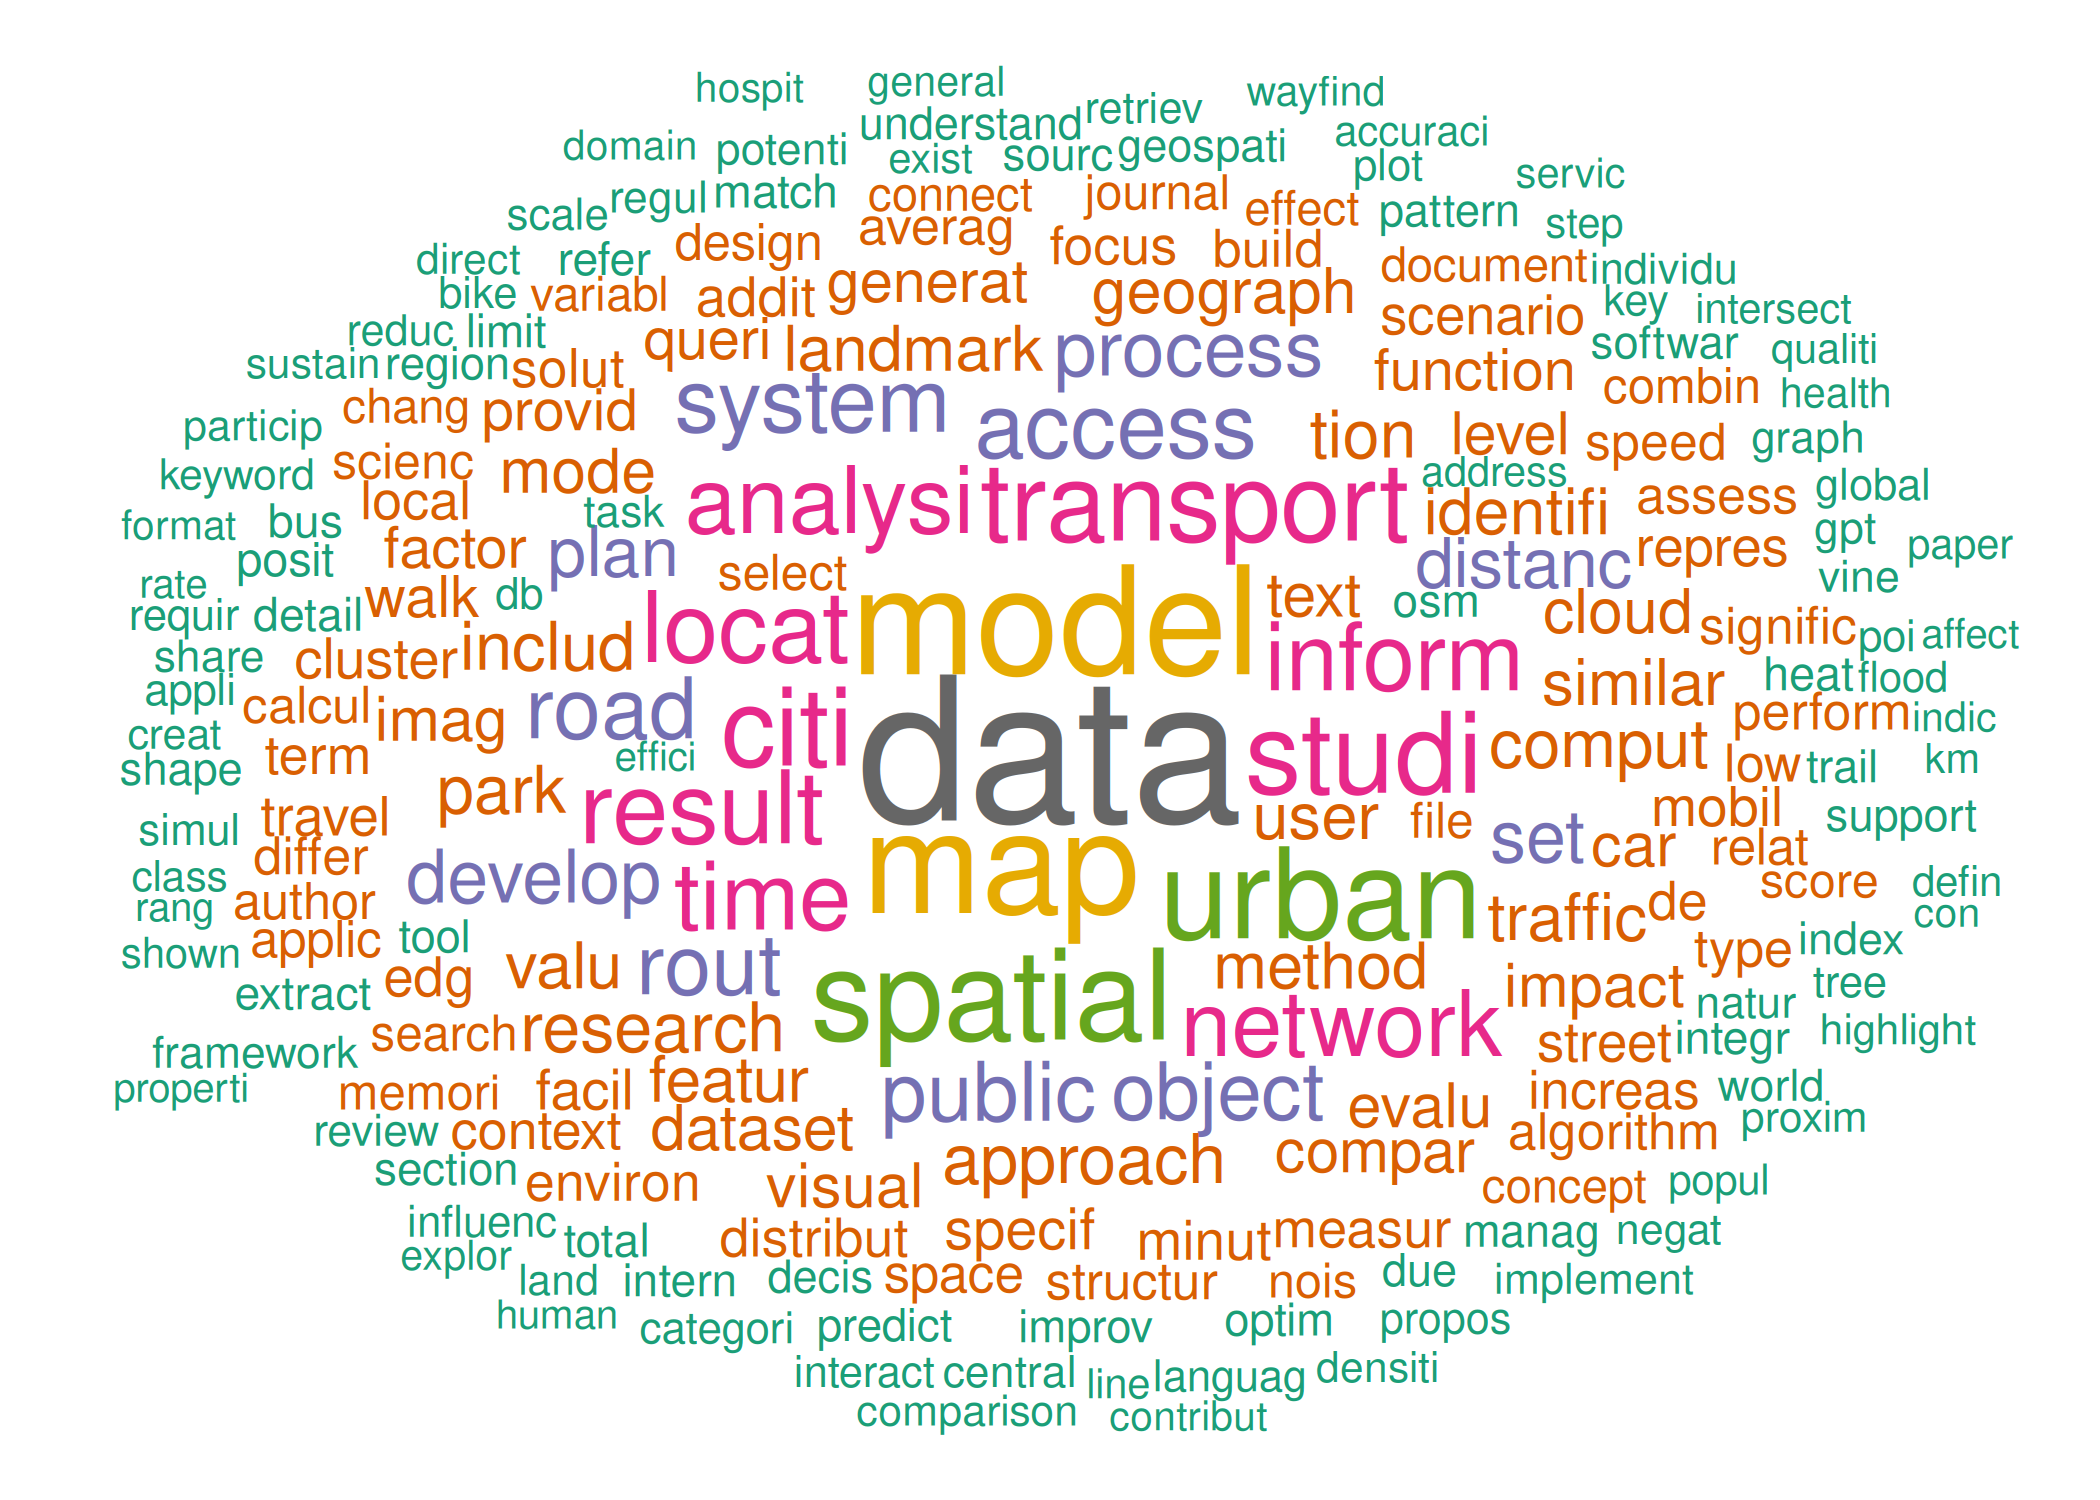 hospit general wayfind
understand retriev
domain potenti exist sourc geospati accuraci
plot servic
scale regul match connect journal effect pattern step
direct refer design averag focus build document individu
bike variabl addit generat geograph scenario key intersect
reduc limit queri landmark process softwar qualiti
sustain region solut system function combin health
particip chang provid access tion level speed graph
keyword scienc mode analysi transport address identifi assess global
format bus local task gpt paper
posit factor plan select distanc repres vine
rate walk db locat model text osm cloud
requir detail includ inform signific poi affect
share cluster similar heat flood
appli calcul imag road citi data studi perform indic
creat term effici comput low trail km
shape park result user file set mobil support
simul travel car relat
class differ develop time map urban score defin
rang author traffic de con
shown applic tool valu rout spatial method type index
extract edg impact natur tree
framework search research network street integr highlight
properti memori facil featur public object evalu increas world
review context dataset compar algorithm proxim
section environ visual approach concept popul
influenc total distribut specif minut measur manag negat
explor land intern decis space structur nois due implement
human categori predict improv optim propos
interact central line languag densiti
comparison contribut